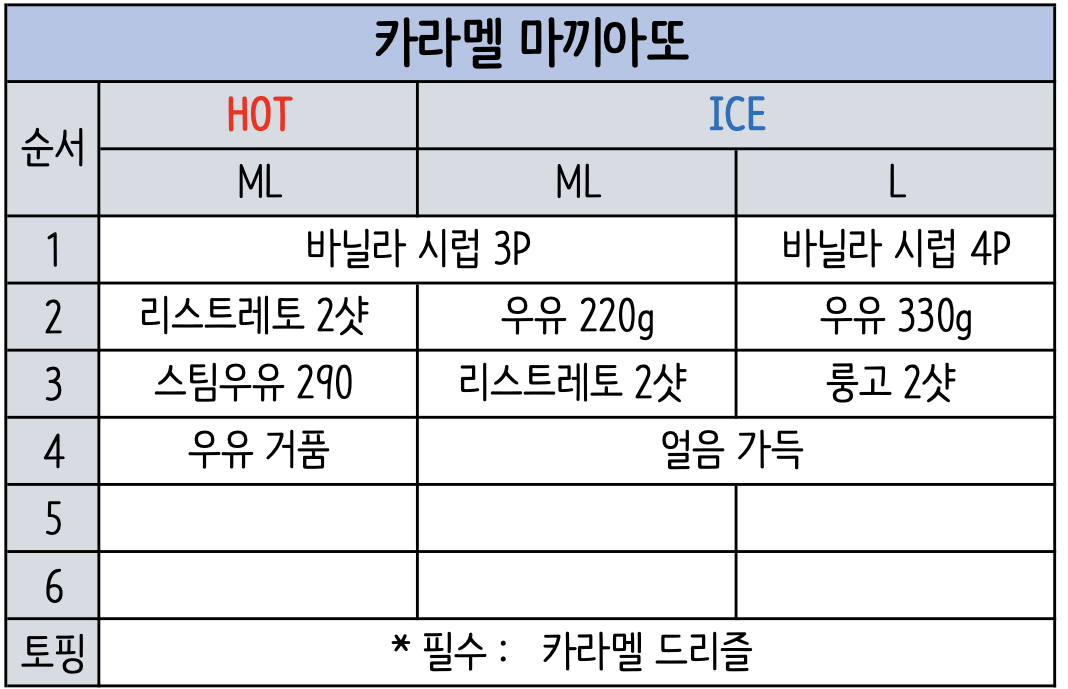 카라멜 마끼아또
순서 HOT ICE
ML ML L
1 바닐라 시럽 3P 바닐라 시럽 4P
2 리스트레토 2샷 우유 220g 우유 330g
3 스팀우유 290 리스트레토 2샷 룽고 2샷
4 우유 거품 얼음 가득
5
6
토핑 * 필수 : 카라멜 드리즐